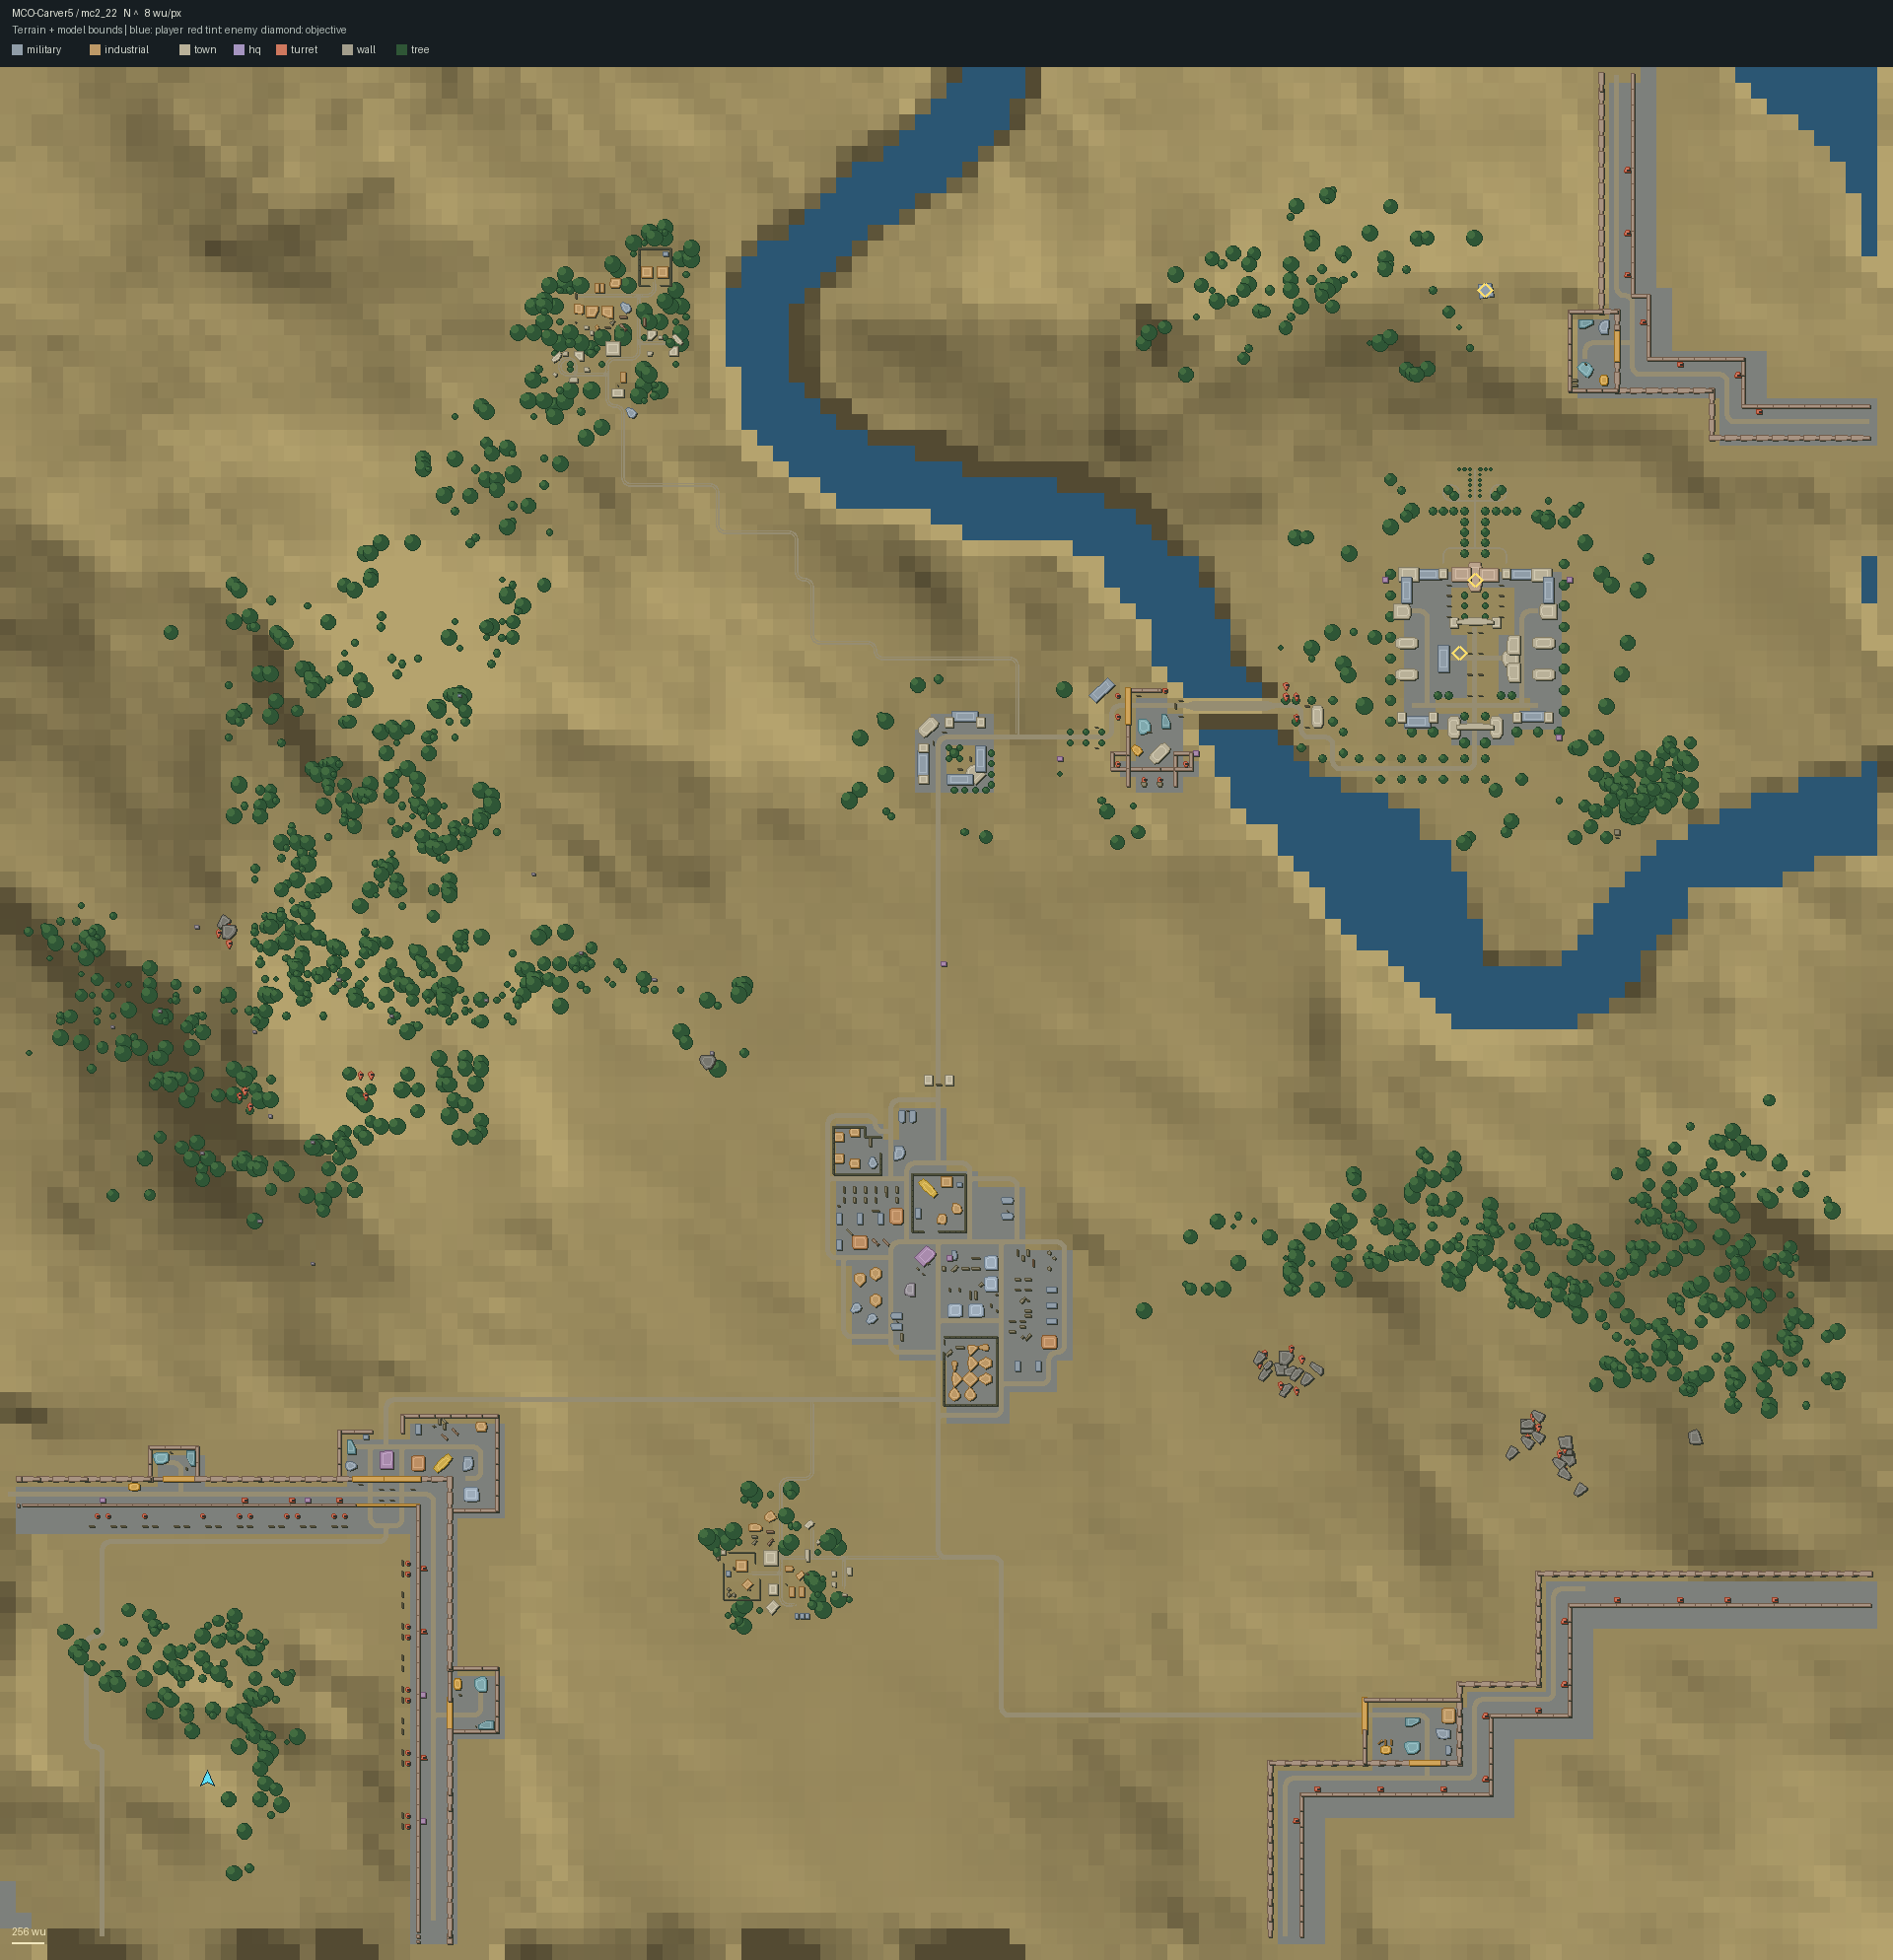 MCO-Carver5 / mc2_22 N ^ 8 wu/px
Terrain + model bounds | blue: player red tint: enemy diamond: objective
military industrial town hq turret wall tree
256 wu